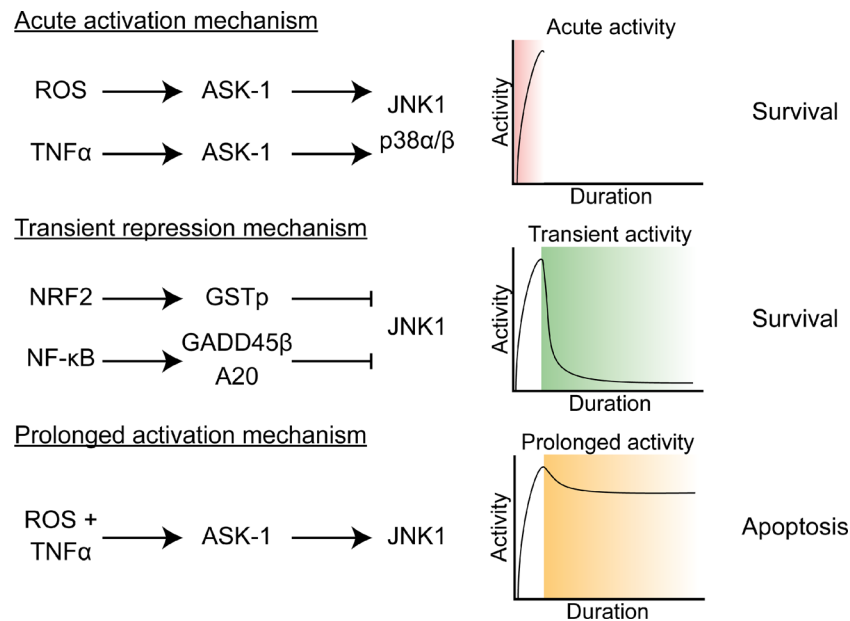 Acute activation mechanism
ROS ASK-1
TNFα ASK-1
JNK1
p38α/β
Acute activity
Activity
Duration
Survival
Transient repression mechanism
NRF2 GSTp
NF-κB GADD45β
A20
JNK1
Transient activity
Activity
Duration
Survival
Prolonged activation mechanism
ROS +
TNFα
ASK-1 JNK1
Prolonged activity
Activity
Duration
Apoptosis